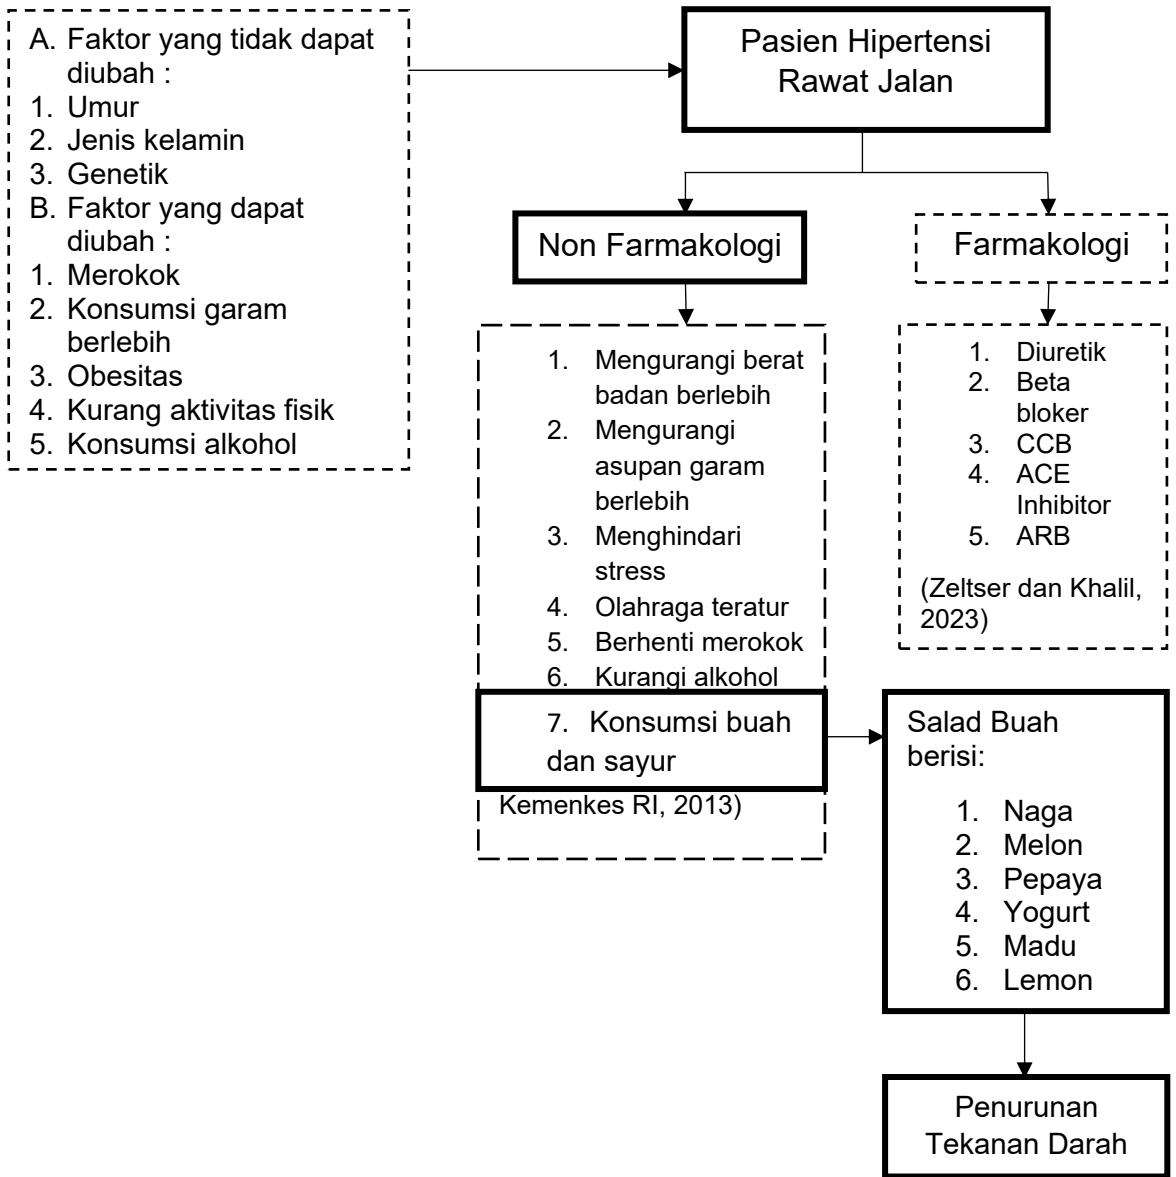 A. Faktor yang tidak dapat
diubah :
1. Umur
2. Jenis kelamin
3. Genetik
B. Faktor yang dapat
diubah :
1. Merokok
2. Konsumsi garam
berlebih
3. Obesitas
4. Kurang aktivitas fisik
5. Konsumsi alkohol
Pasien Hipertensi
Rawat Jalan
Non Farmakologi
Farmakologi
1. Mengurangi berat
badan berlebih
2. Mengurangi
asupan garam
berlebih
3. Menghindari
stress
4. Olahraga teratur
5. Berhenti merokok
6. Kurangi alkohol
7. Konsumsi buah
dan sayur
Kemenkes RI, 2013)
1. Diuretik
2. Beta
bloker
3. CCB
4. ACE
Inhibitor
5. ARB
(Zeltser dan Khalil,
2023)
Salad Buah
berisi:
1. Naga
2. Melon
3. Pepaya
4. Yogurt
5. Madu
6. Lemon
Penurunan
Tekanan Darah